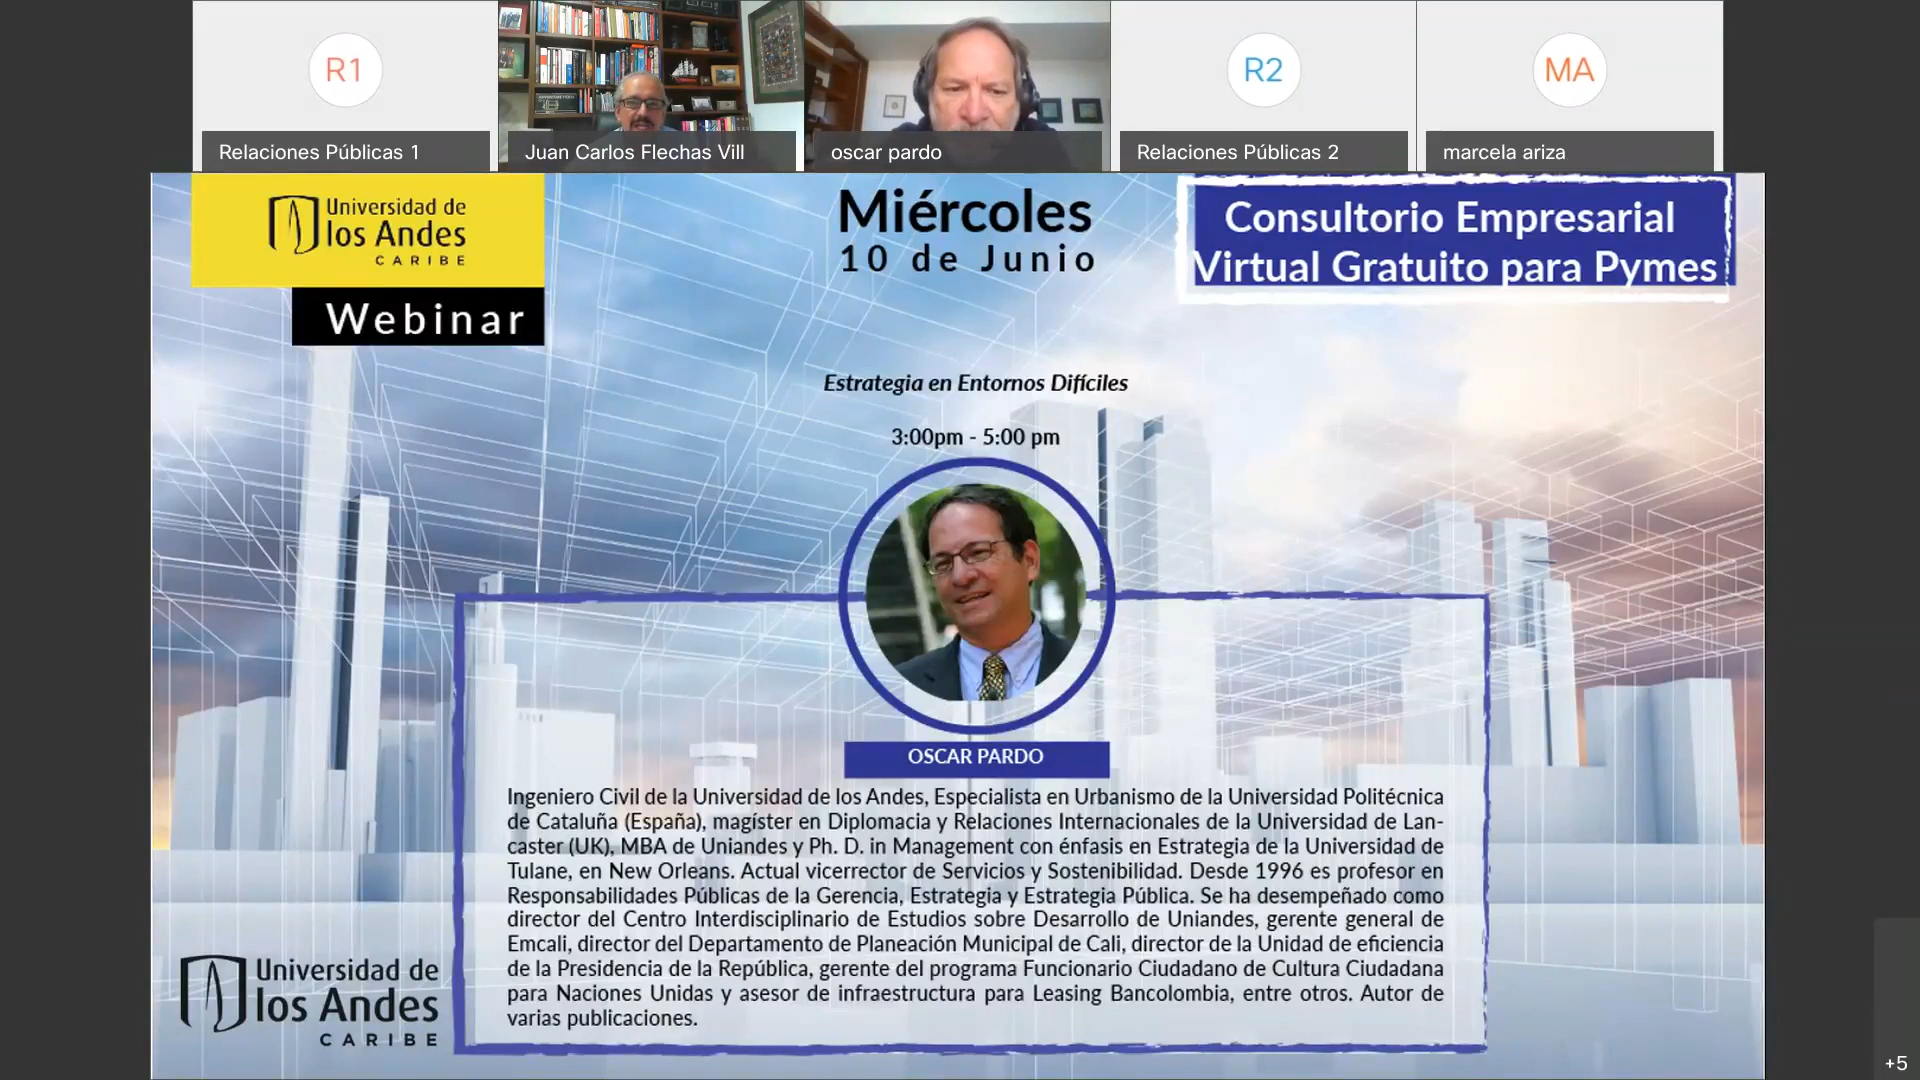 R1
R2
MA
Relaciones Públicas 1
Juan Carlos Flechas Vill
oscar pardo
Relaciones Públicas 2
marcela ariza
Universidad de
los Andes
CARIBE
Webinar
Miércoles
10 de Junio
Consultorio Empresarial
Virtual Gratuito para Pymes
Estrategia en Entornos Difíciles
3:00pm - 5:00 pm
OSCAR PARDO
Ingeniero Civil de la Universidad de los Andes, Especialista en Urbanismo de la Universidad Politécnica
de Cataluña (España), magíster en Diplomacia y Relaciones Internacionales de la Universidad de Lan-
caster (UK), MBA de Uniandes y Ph. D. in Management con énfasis en Estrategia de la Universidad de
Tulane, en New Orleans. Actual vicerrector de Servicios y Sostenibilidad. Desde 1996 es profesor en
Responsabilidades Públicas de la Gerencia, Estrategia y Estrategia Pública. Se ha desempeñado como
director del Centro Interdisciplinario de Estudios sobre Desarrollo de Uniandes, gerente general de
Emcali, director del Departamento de Planeación Municipal de Cali, director de la Unidad de eficiencia
de la Presidencia de la República, gerente del programa Funcionario Ciudadano de Cultura Ciudadana
para Naciones Unidas y asesor de infraestructura para Leasing Bancolombia, entre otros. Autor de
varias publicaciones.
Universidad de
los Andes
CARIBE
+5